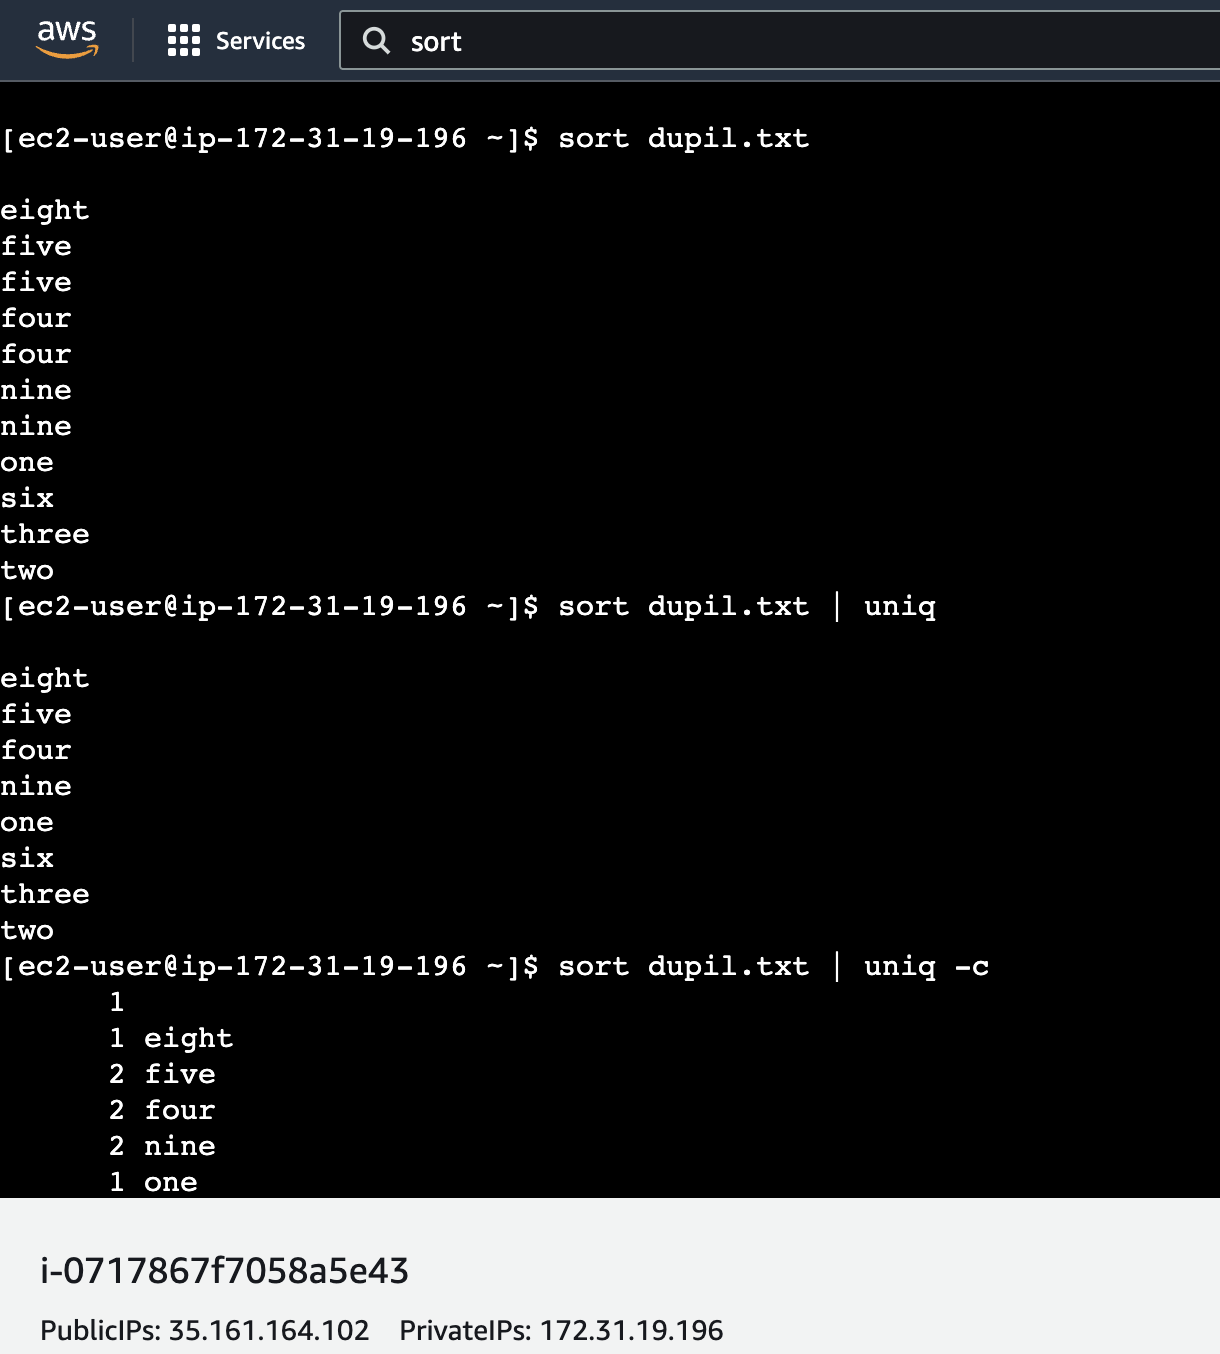 aws Services sort
[ec2-user@ip-172-31-19-196 ~]$ sort dupil.txt
eight
five
five
four
four
nine
nine
one
six
three
two
[ec2-user@ip-172-31-19-196 ~]$ sort dupil.txt | uniq
eight
five
four
nine
one
six
three
two
[ec2-user@ip-172-31-19-196 ~]$ sort dupil.txt | uniq -c
1
1 eight
2 five
2 four
2 nine
1 one
i-0717867f7058a5e43
PublicIPs: 35.161.164.102 PrivateIPs: 172.31.19.196